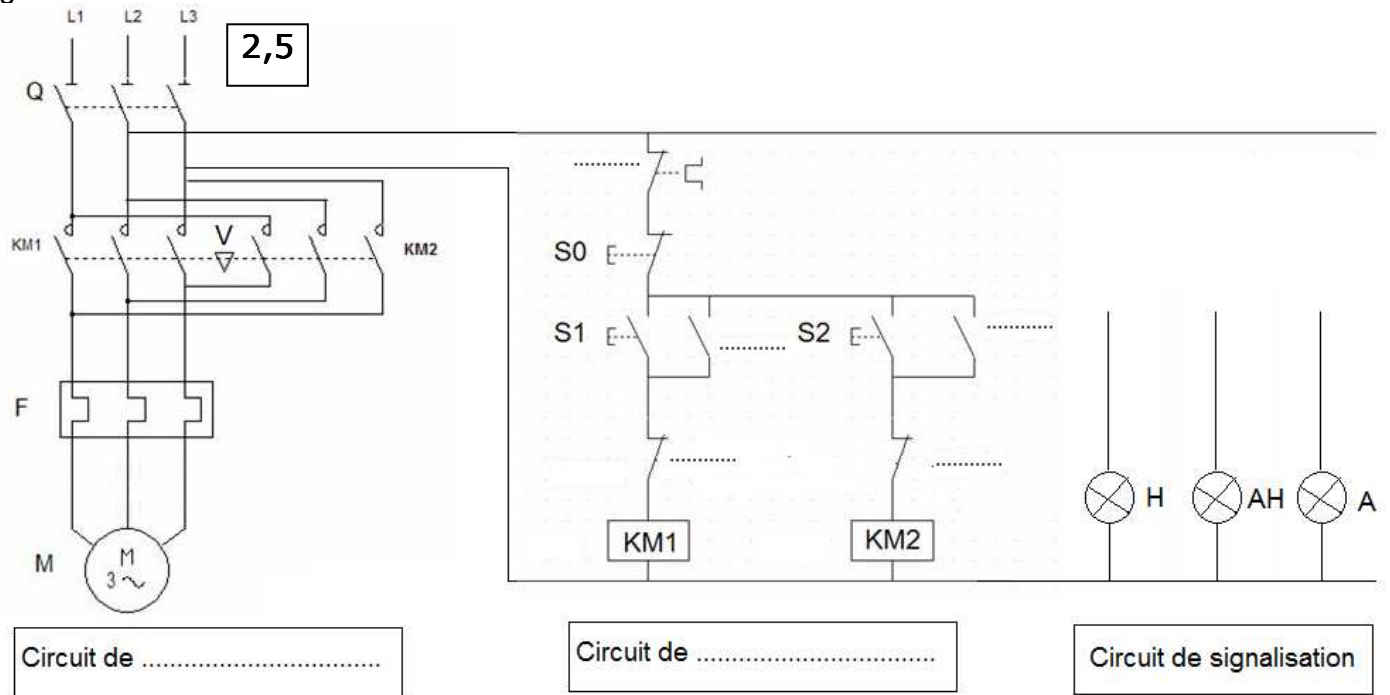 L1 L2 L3
2,5
Q
KM1 V KM2
F
M
M
3 ~
..............
S0
S1 ..............
S2 ..............
..............
..............
KM1
KM2
H AH A
Circuit de ..................................
Circuit de ..................................
Circuit de signalisation